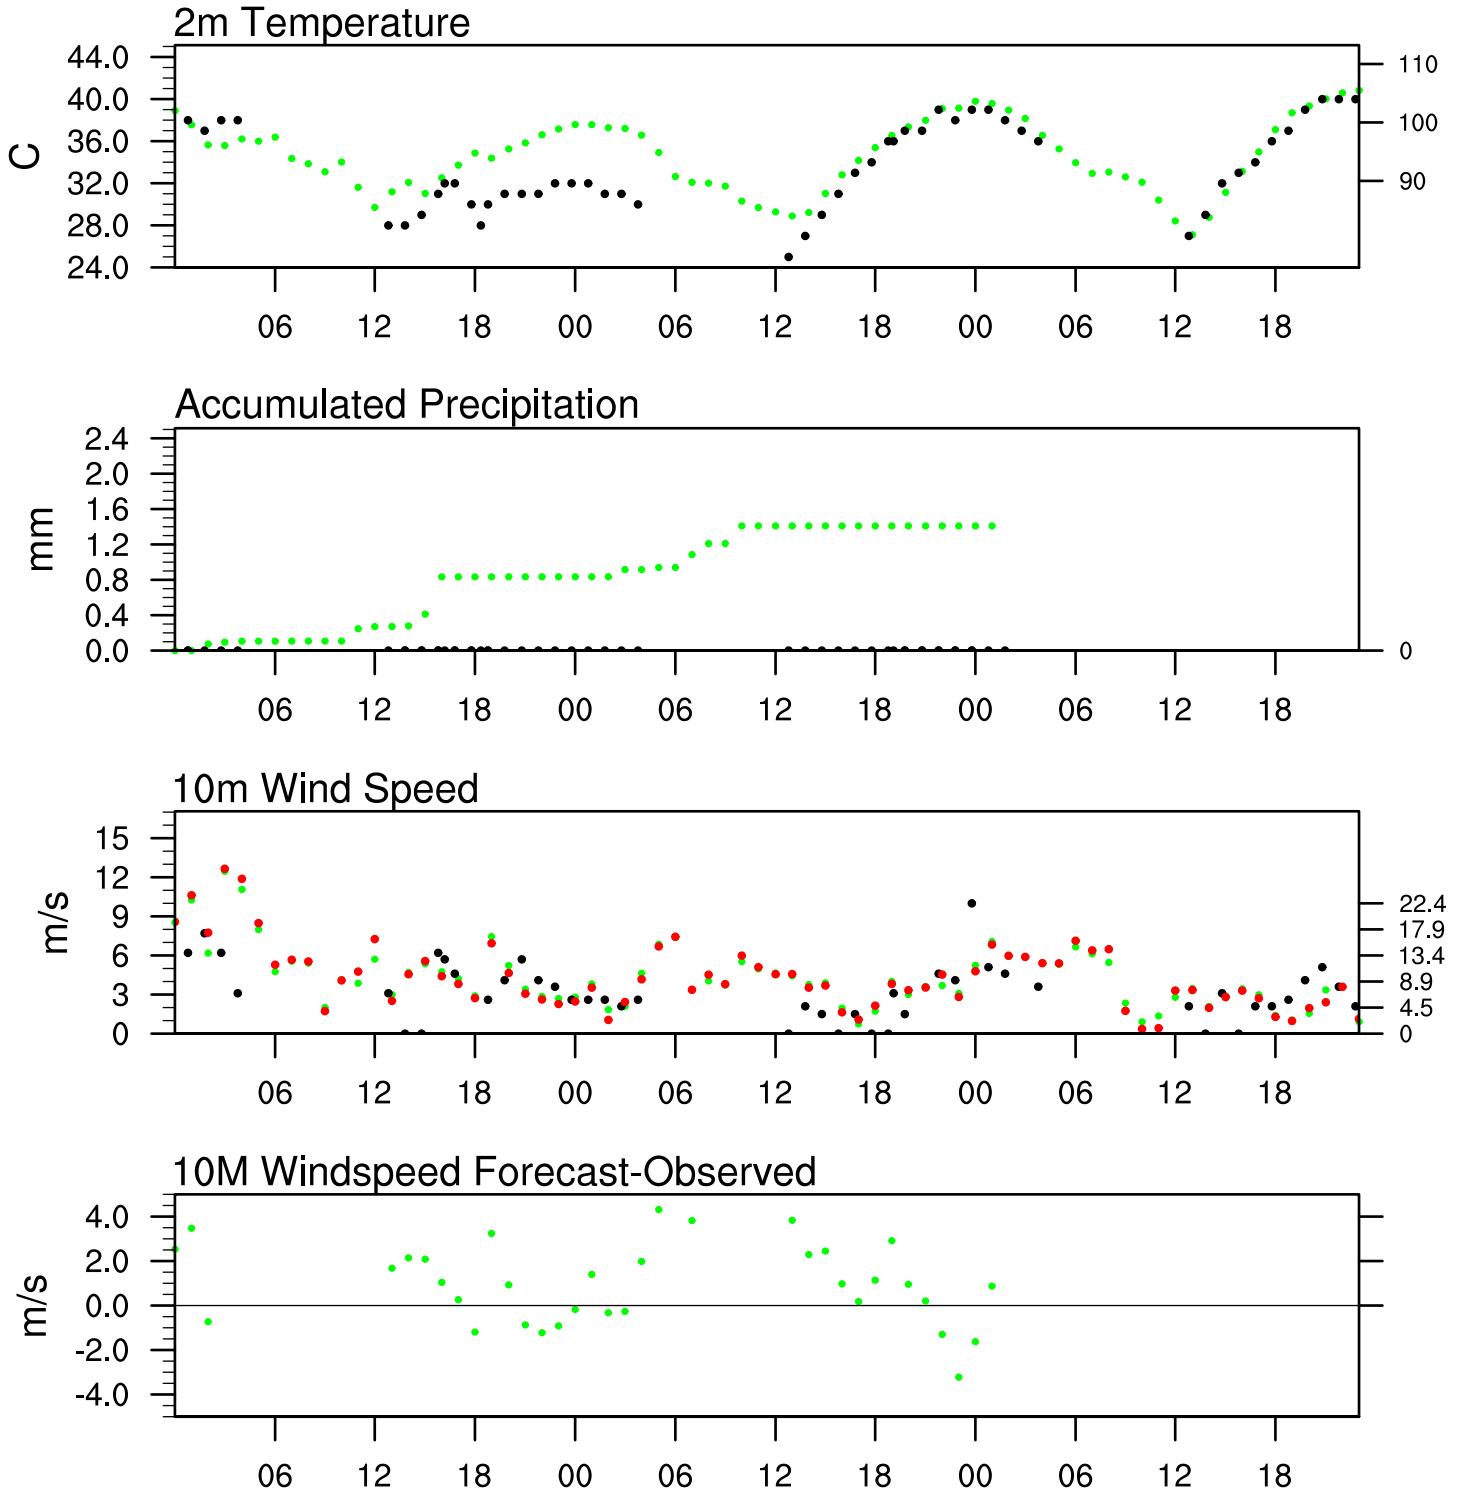 2m Temperature
44.0
40.0
36.0
32.0
28.0
24.0
C
110
100
90
06 12 18 00 06 12 18 00 06 12 18
Accumulated Precipitation
2.4
2.0
1.6
1.2
0.8
0.4
0.0
mm
0
06 12 18 00 06 12 18 00 06 12 18
10m Wind Speed
15
12
9
6
3
0
m/s
22.4
17.9
13.4
8.9
4.5
0
06 12 18 00 06 12 18 00 06 12 18
10M Windspeed Forecast-Observed
4.0
2.0
0.0
-2.0
-4.0
m/s
06 12 18 00 06 12 18 00 06 12 18